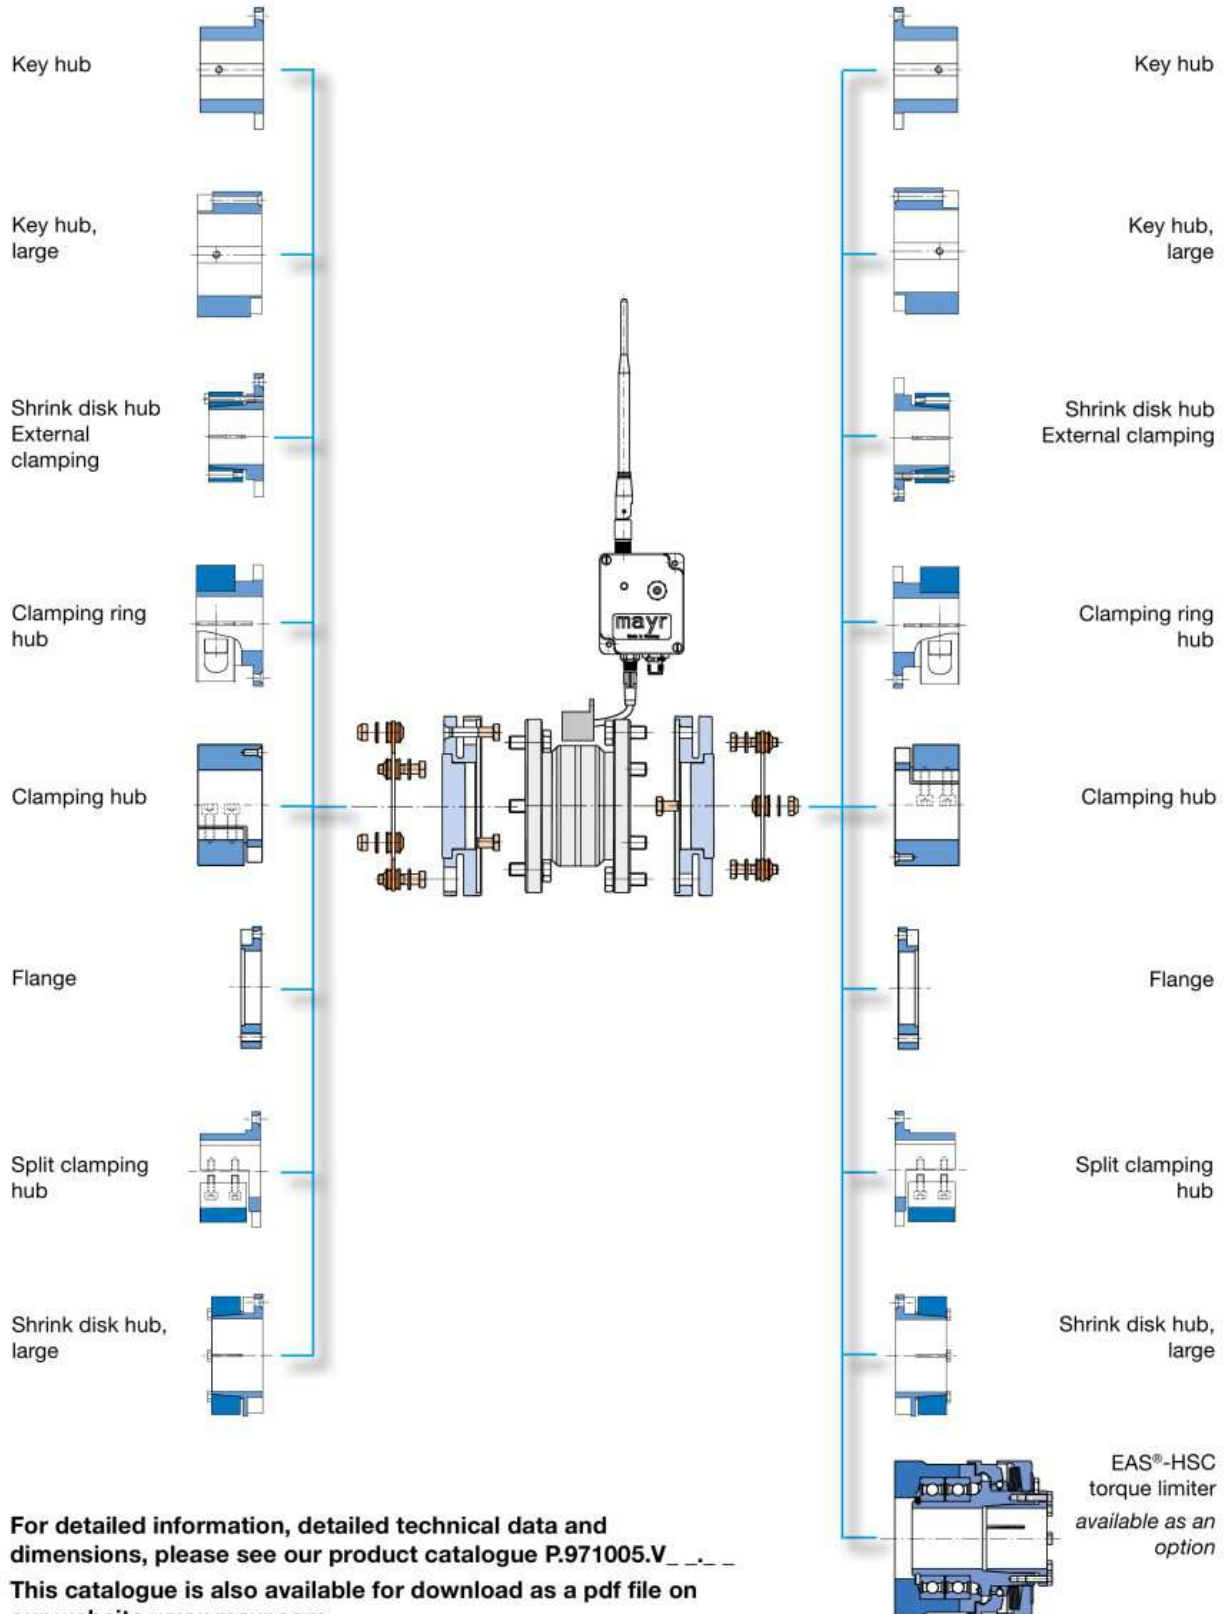 Key hub
Key hub
Key hub,
large
Key hub,
large
Shrink disk hub
External
clamping
Shrink disk hub
External clamping
Clamping ring
hub
Clamping ring
hub
mayr
Clamping hub
Clamping hub
Flange
Flange
Split clamping
hub
Split clamping
hub
Shrink disk hub,
large
Shrink disk hub,
large
EAS®-HSC
torque limiter
available as an
option
For detailed information, detailed technical data and
dimensions, please see our product catalogue P.971005.V_ _._ _
This catalogue is also available for download as a pdf file on